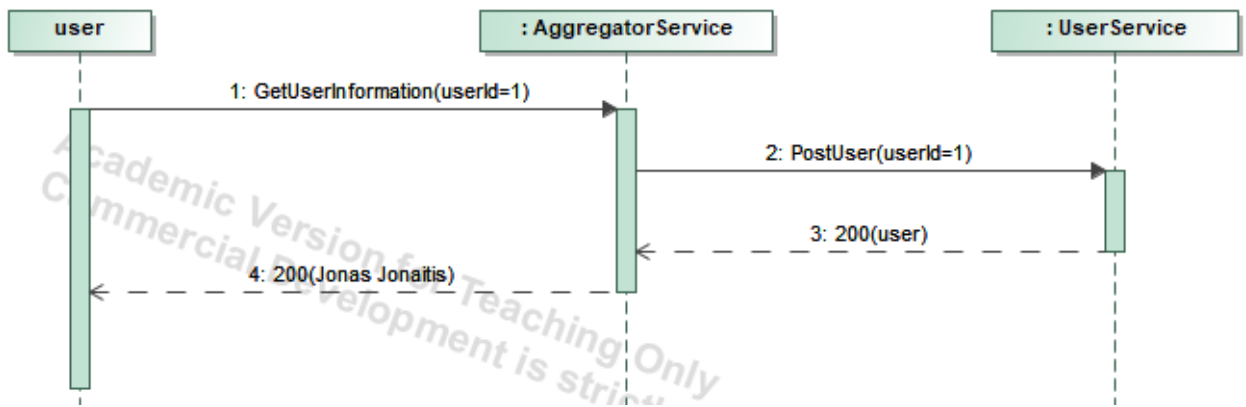 user
: AggregatorService
: UserService
1: GetUserInformation(userId=1)
2: PostUser(userId=1)
3: 200(user)
4: 200(Jonas Jonaitis)
Academic Version for Teaching Only
Commercial Development is